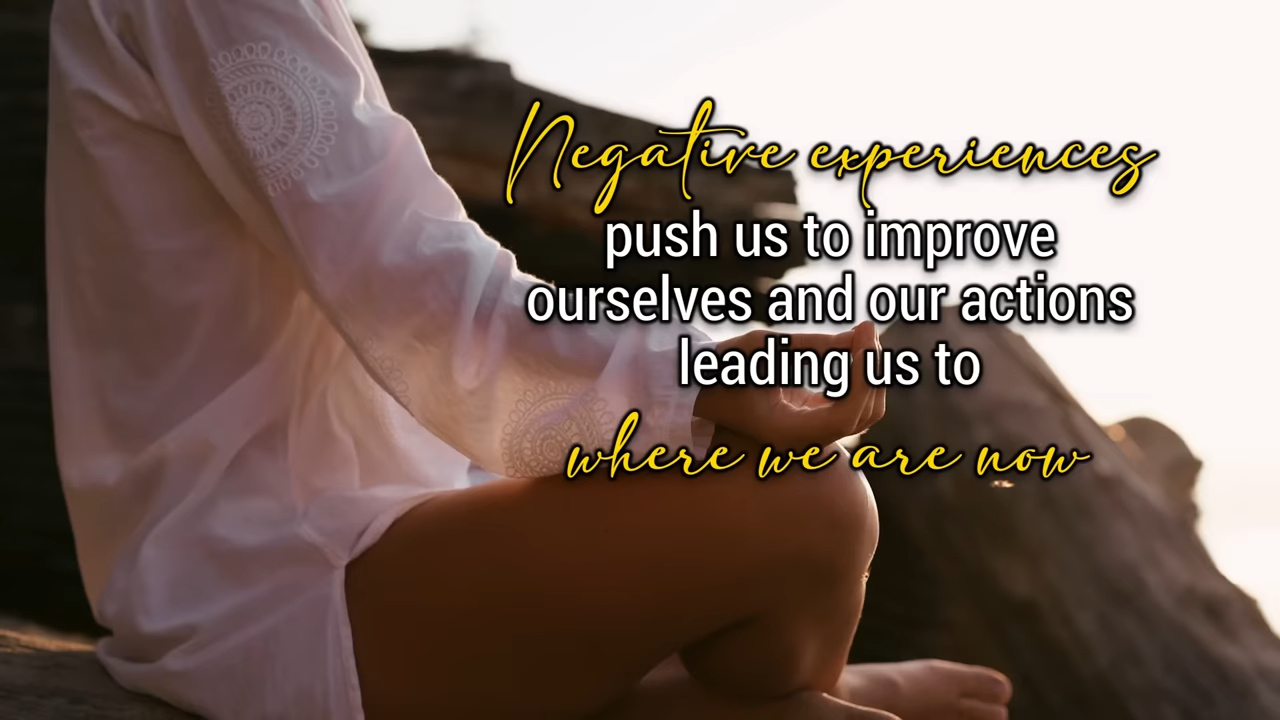 Negative experiences
push us to improve
ourselves and our actions
leading us to
where we are now